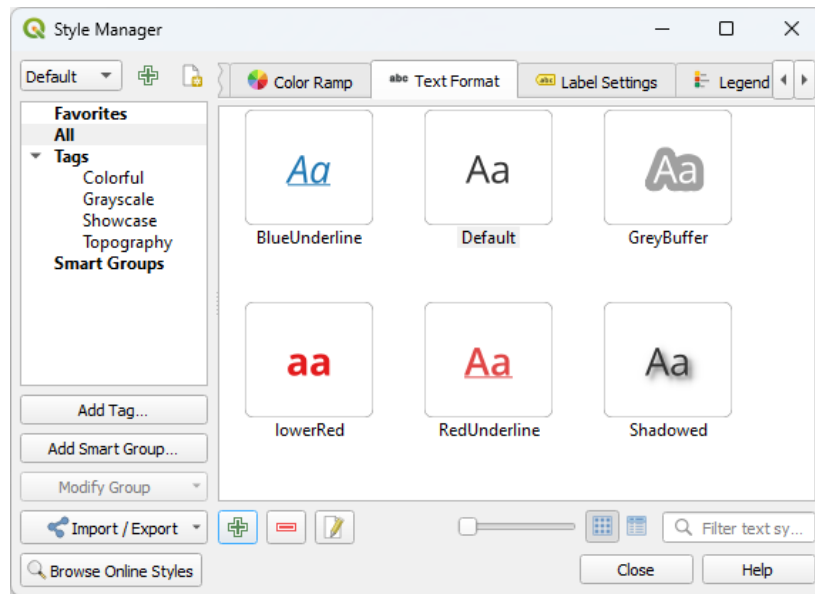 Style Manager
Default
Color Ramp
abc Text Format
abc Label Settings
Legend
Favorites
All
Tags
Colorful
Grayscale
Showcase
Topography
Smart Groups
Aa
Aa
Aa
BlueUnderline
Default
GreyBuffer
aa
Aa
Aa
lowerRed
RedUnderline
Shadowed
Add Tag...
Add Smart Group...
Modify Group
Import / Export
Filter text sy...
Browse Online Styles
Close
Help